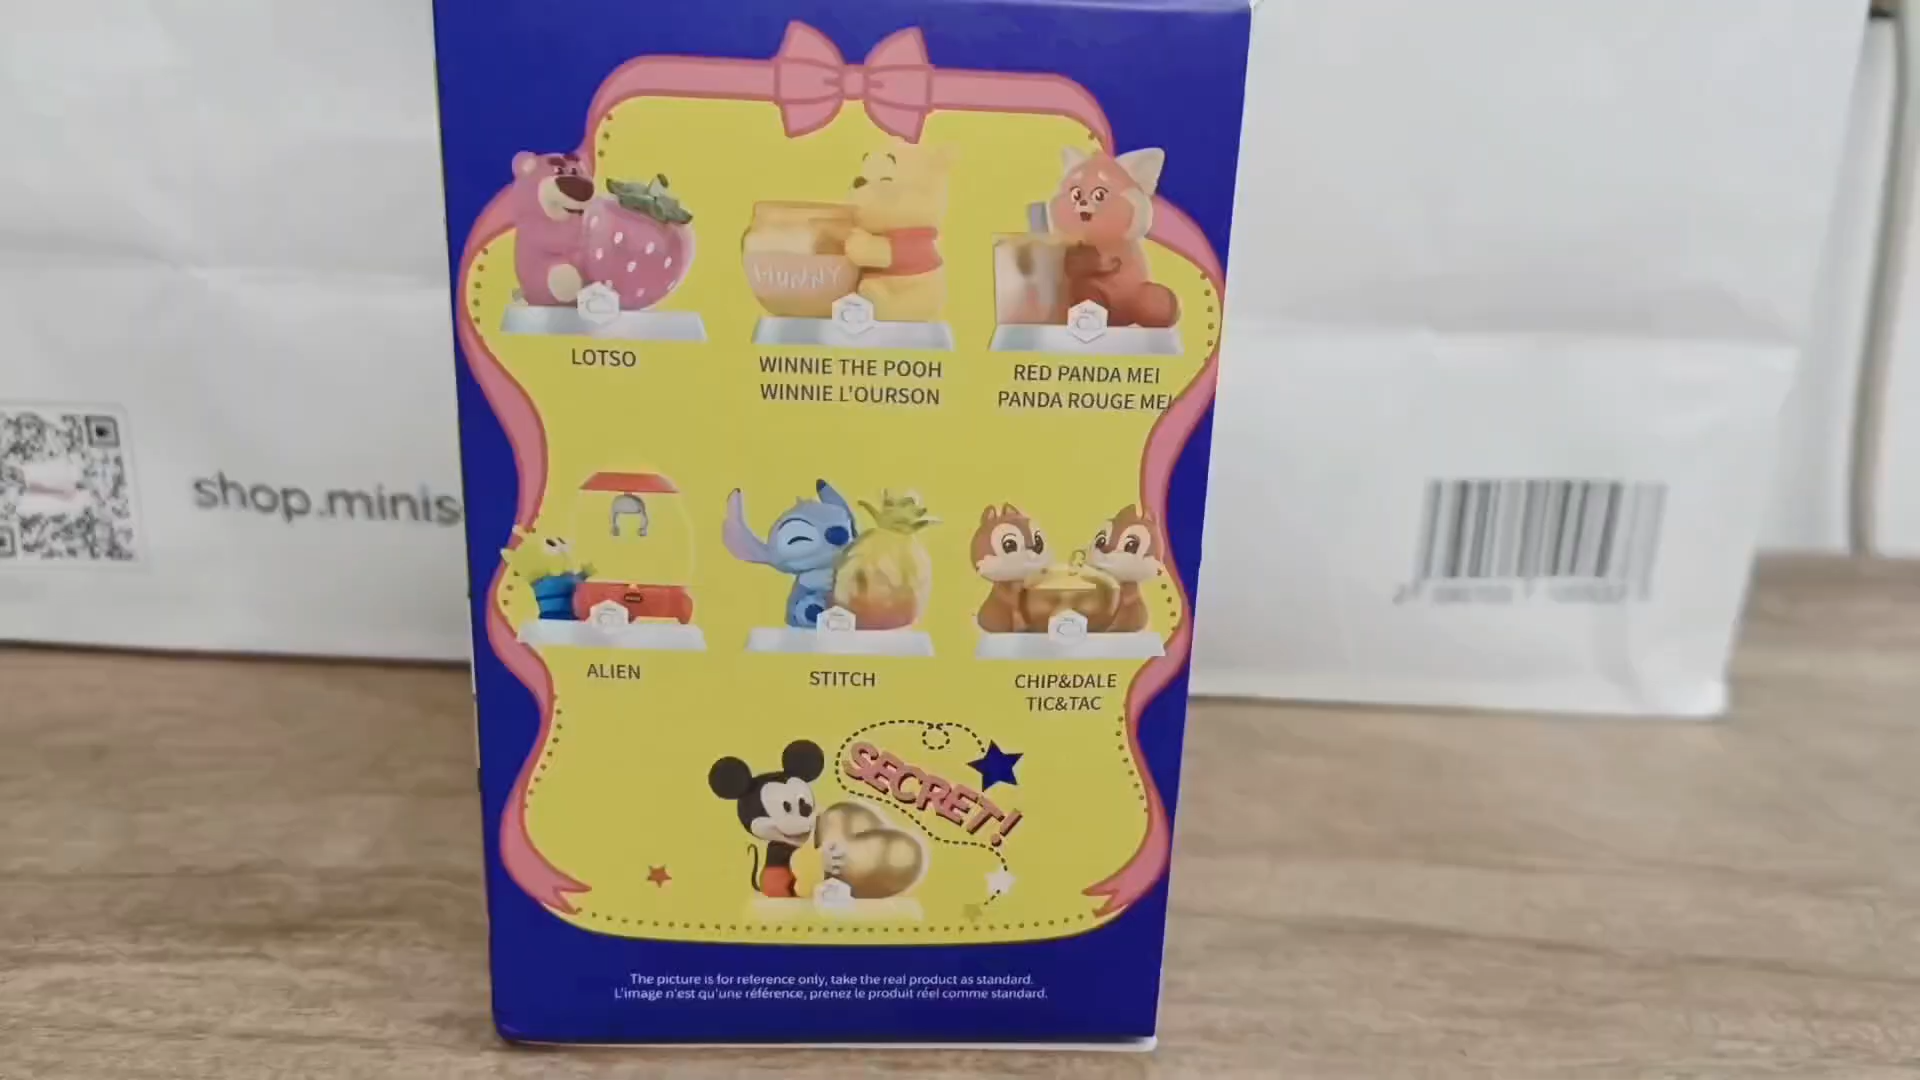 HUNNY
LOTSO
WINNIE THE POOH
WINNIE L'OURSON
RED PANDA MEI
PANDA ROUGE MEI
shop.minis
ALIEN
STITCH
CHIP&DALE
TIC&TAC
SECRET!
The picture is for reference only, take the real product as standard.
L'image n'est qu'une référence, prenez le produit réel comme standard.